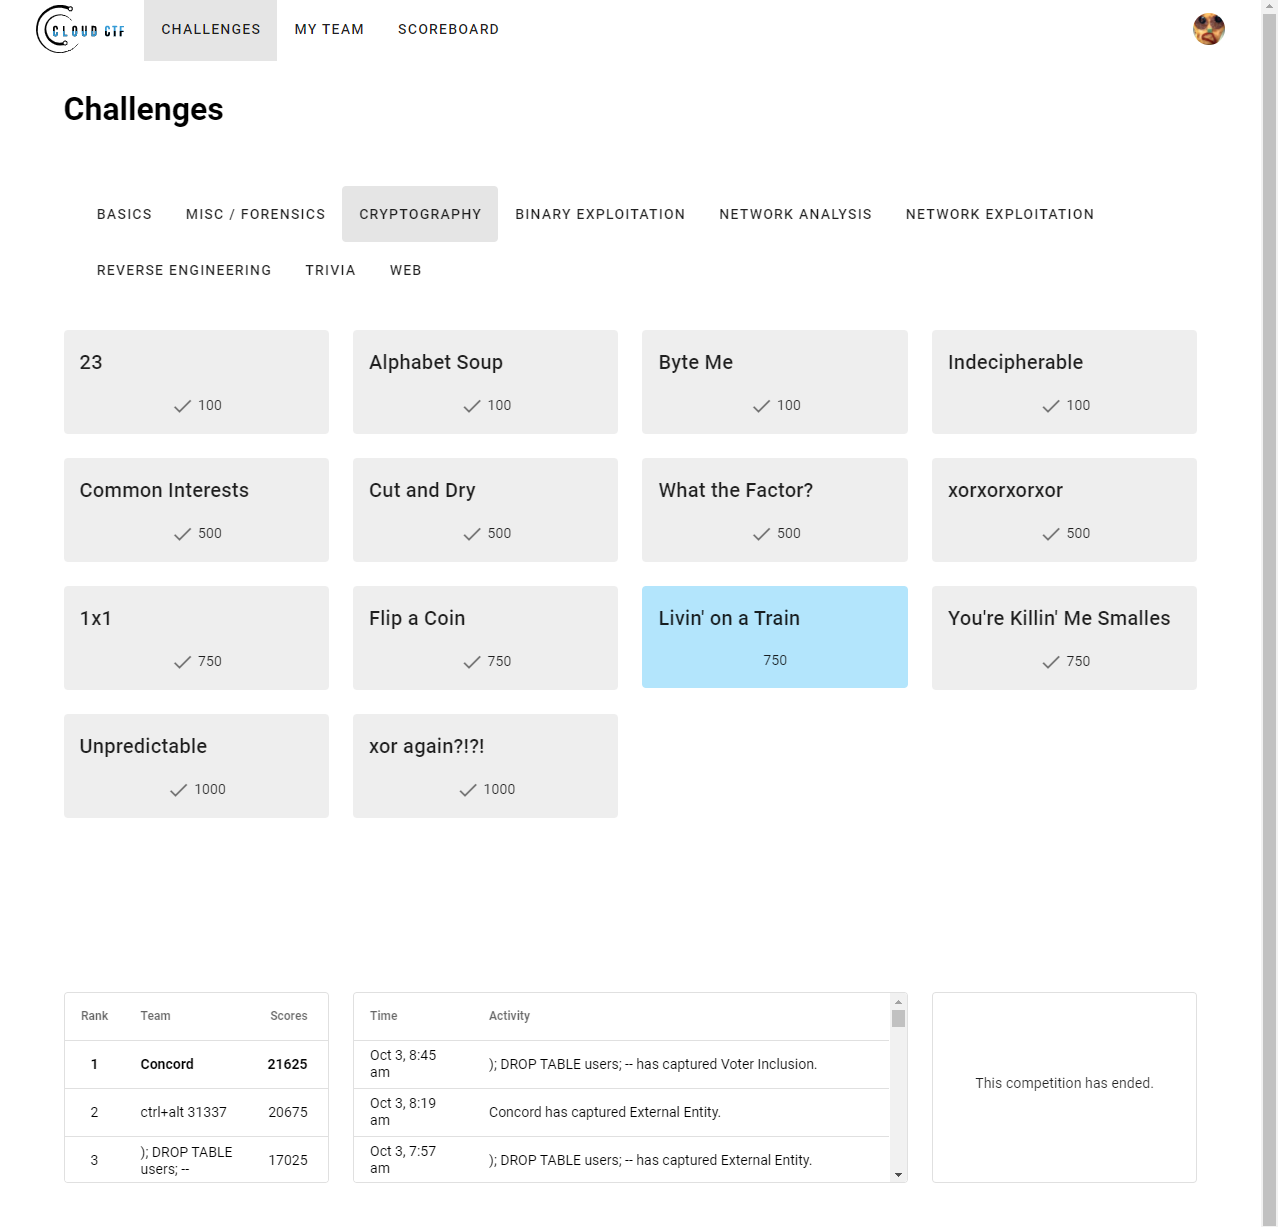 CLOUD CTF
CHALLENGES
MY TEAM
SCOREBOARD
Challenges
BASICS
MISC / FORENSICS
CRYPTOGRAPHY
BINARY EXPLOITATION
NETWORK ANALYSIS
NETWORK EXPLOITATION
REVERSE ENGINEERING
TRIVIA
WEB
23
100
Alphabet Soup
100
Byte Me
100
Indecipherable
100
Common Interests
500
Cut and Dry
500
What the Factor?
500
xorxorxorxor
500
1x1
750
Flip a Coin
750
Livin' on a Train
750
You're Killin' Me Smalles
750
Unpredictable
1000
xor again?!?!
1000
Rank Team Scores
1 Concord 21625
2 ctrl+alt 31337 20675
3 ); DROP TABLE users; -- 17025
Time Activity
Oct 3, 8:45 am ); DROP TABLE users; -- has captured Voter Inclusion.
Oct 3, 8:19 am Concord has captured External Entity.
Oct 3, 7:57 am ); DROP TABLE users; -- has captured External Entity.
This competition has ended.